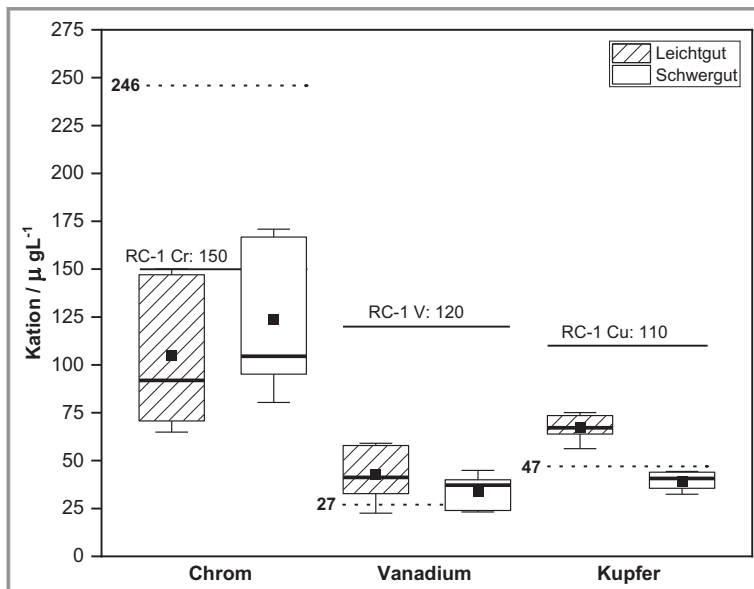 Kation / µ gL-1
275
250
225
200
175
150
125
100
75
50
25
0
Leichtgut
Schwergut
246
RC-1 Cr: 150
RC-1 V: 120
RC-1 Cu: 110
47
27
Chrom Vanadium Kupfer